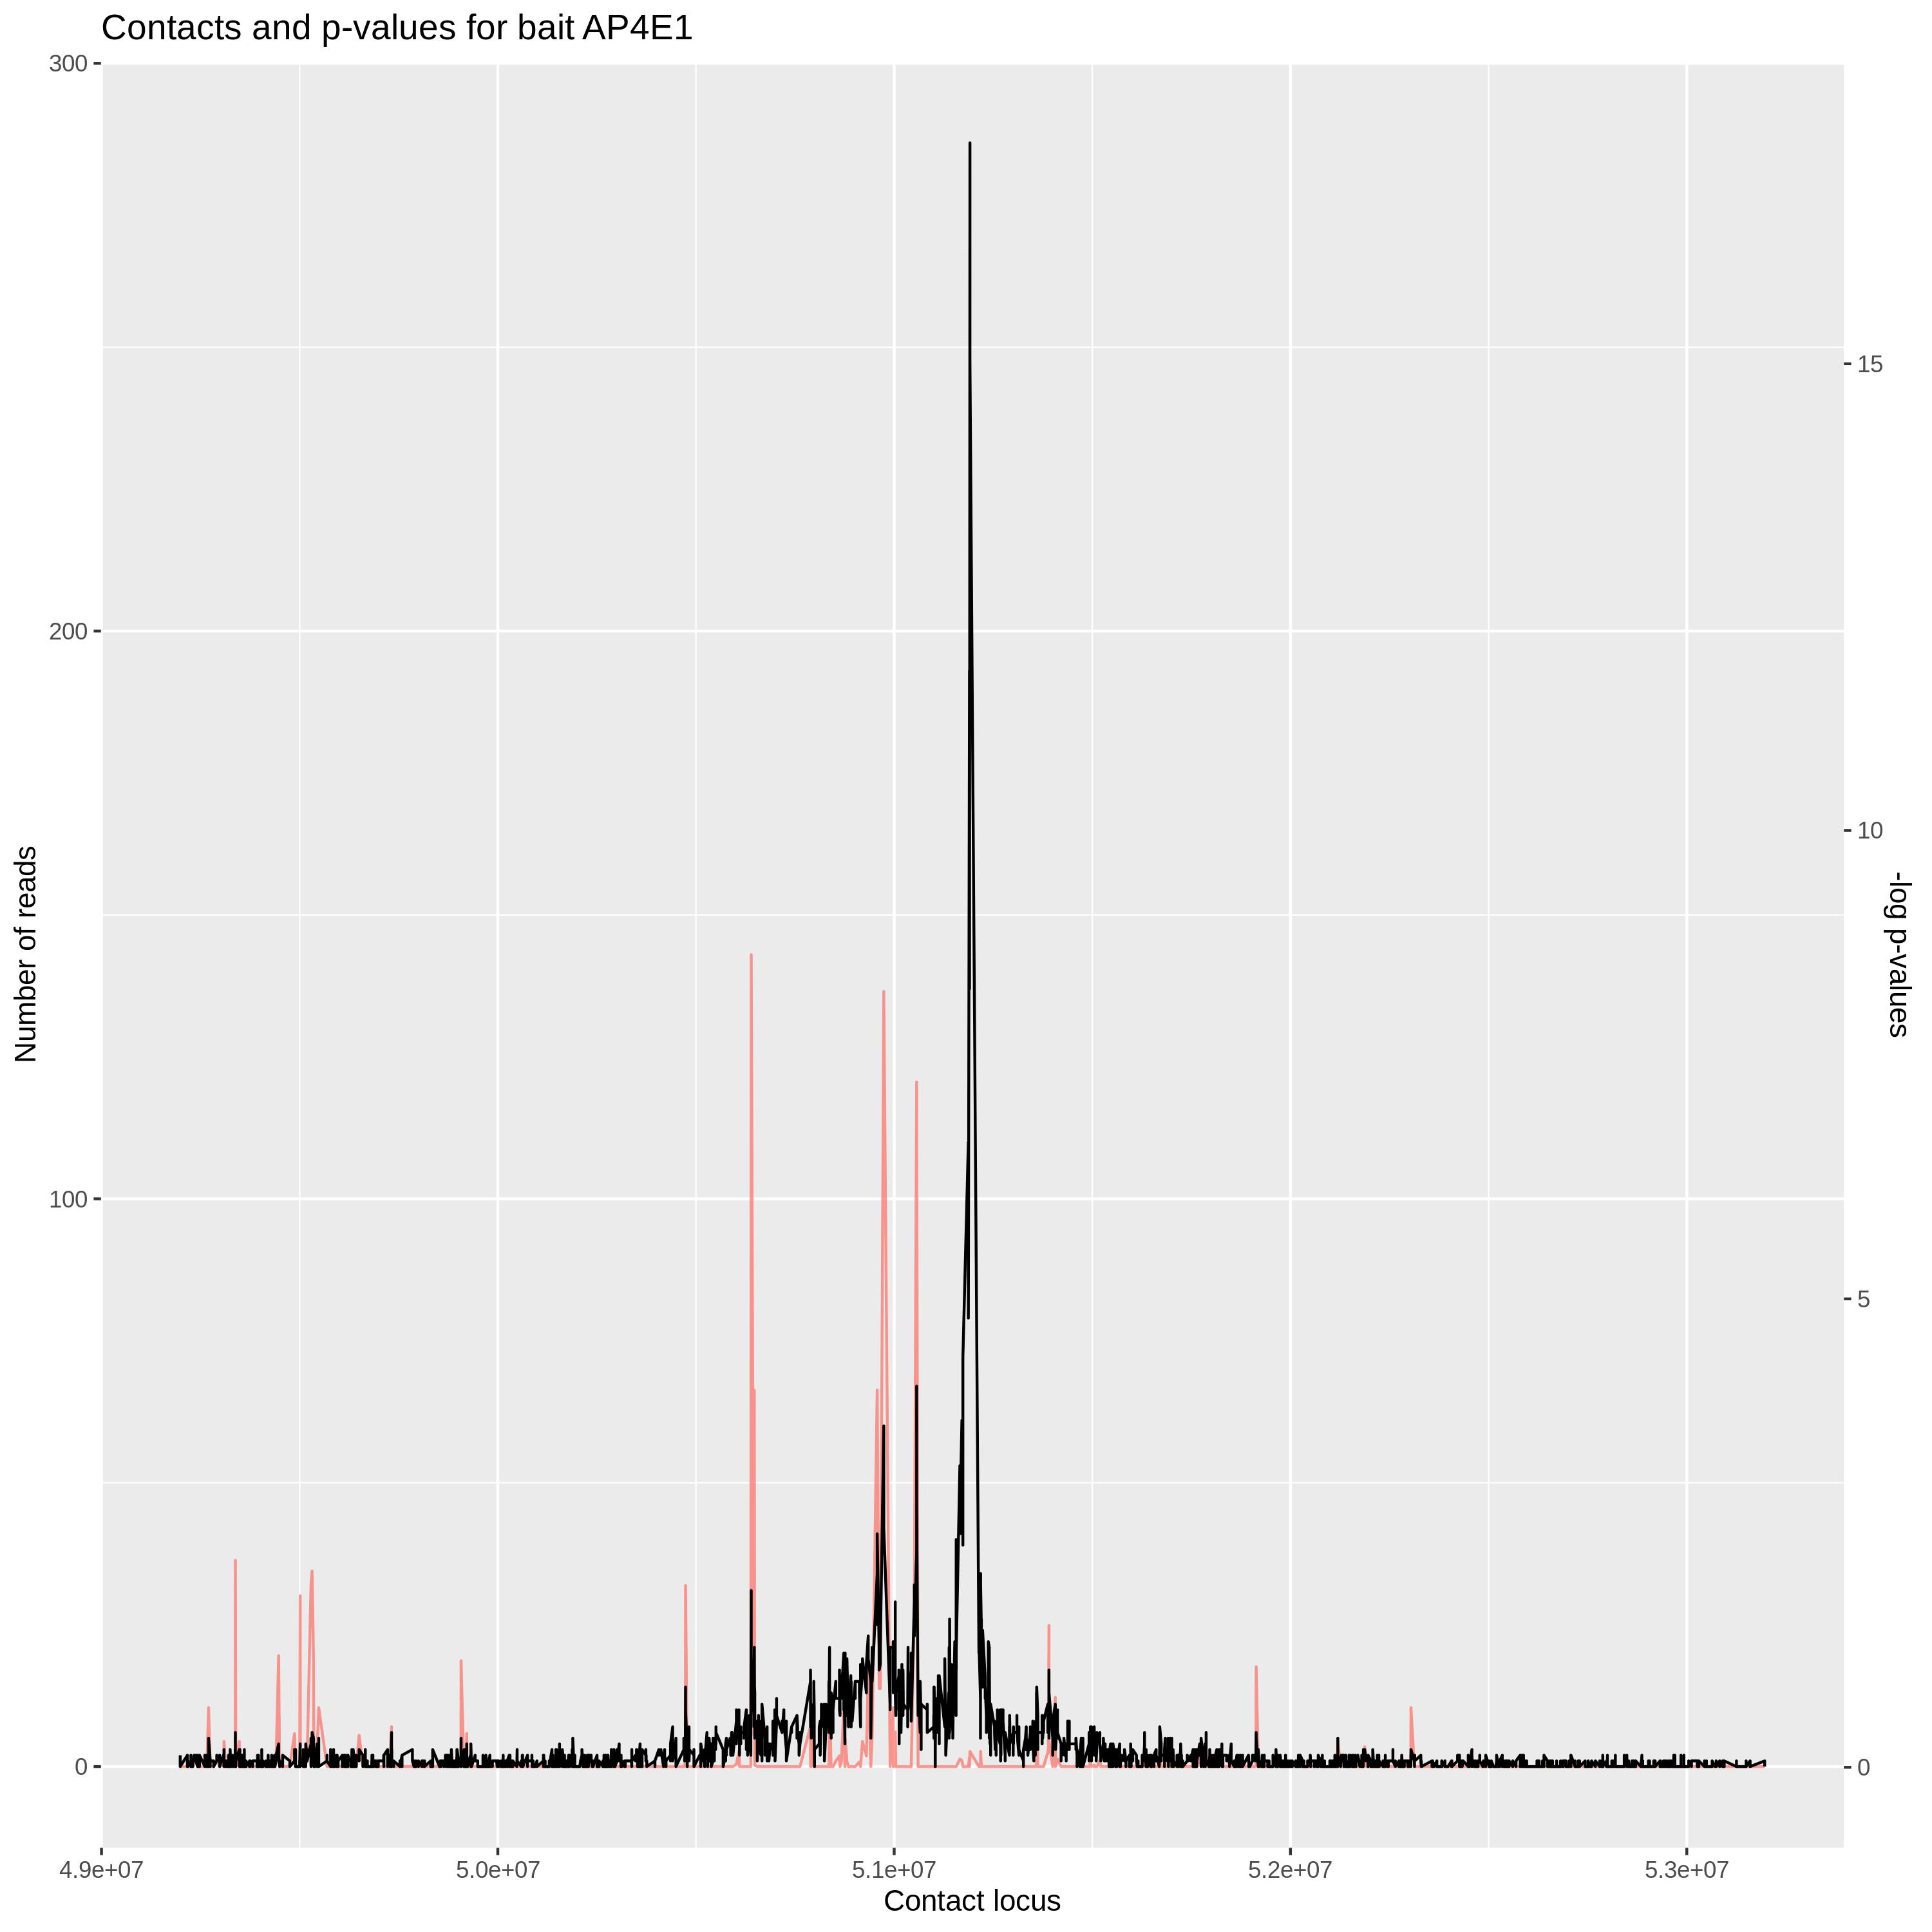 Contacts and p-values for bait AP4E1
300
200
100
0
Number of reads
15
10
5
0
-log p-values
4.9e+07
5.0e+07
5.1e+07
5.2e+07
5.3e+07
Contact locus